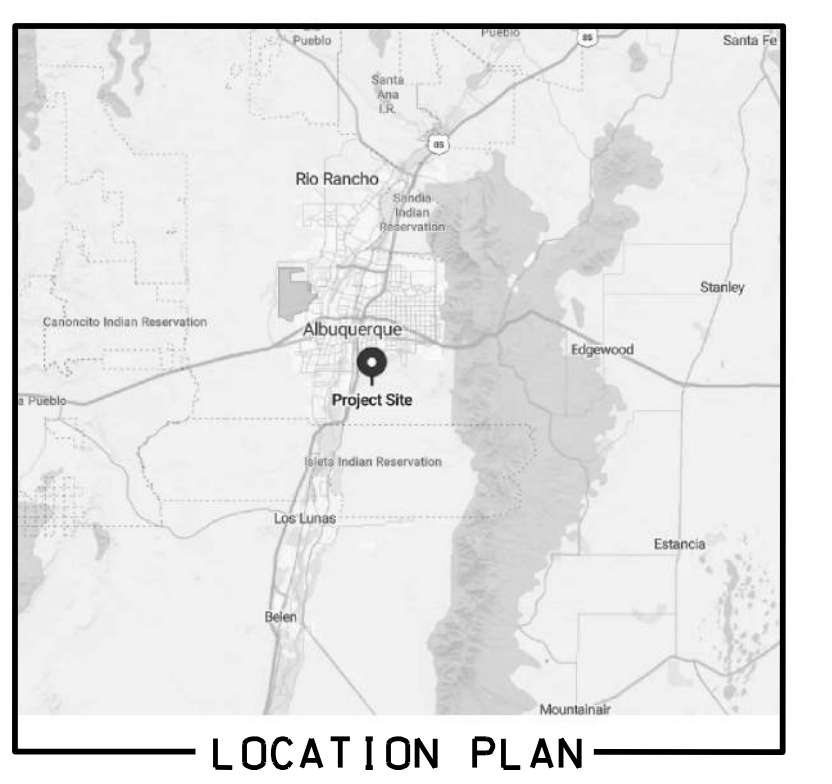 Pueblo
Pueblo
85
Santa Fe
Santa
Ana
I.R.
85
Rio Rancho
Sandia
Indian
Reservation
Stanley
Canoncito Indian Reservation
Albuquerque
Edgewood
a Pueblo
Project Site
Isleta Indian Reservation
Los Lunas
Estancia
Belen
Mountainair
LOCATION PLAN